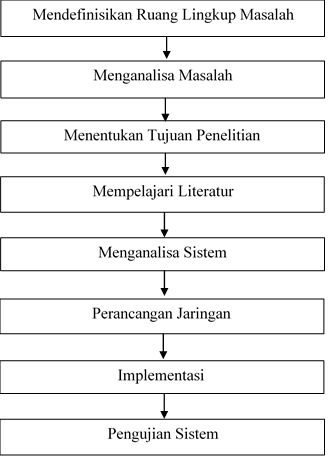 Mendefinisikan Ruang Lingkup Masalah
Menganalisa Masalah
Menentukan Tujuan Penelitian
Mempelajari Literatur
Menganalisa Sistem
Perancangan Jaringan
Implementasi
Pengujian Sistem